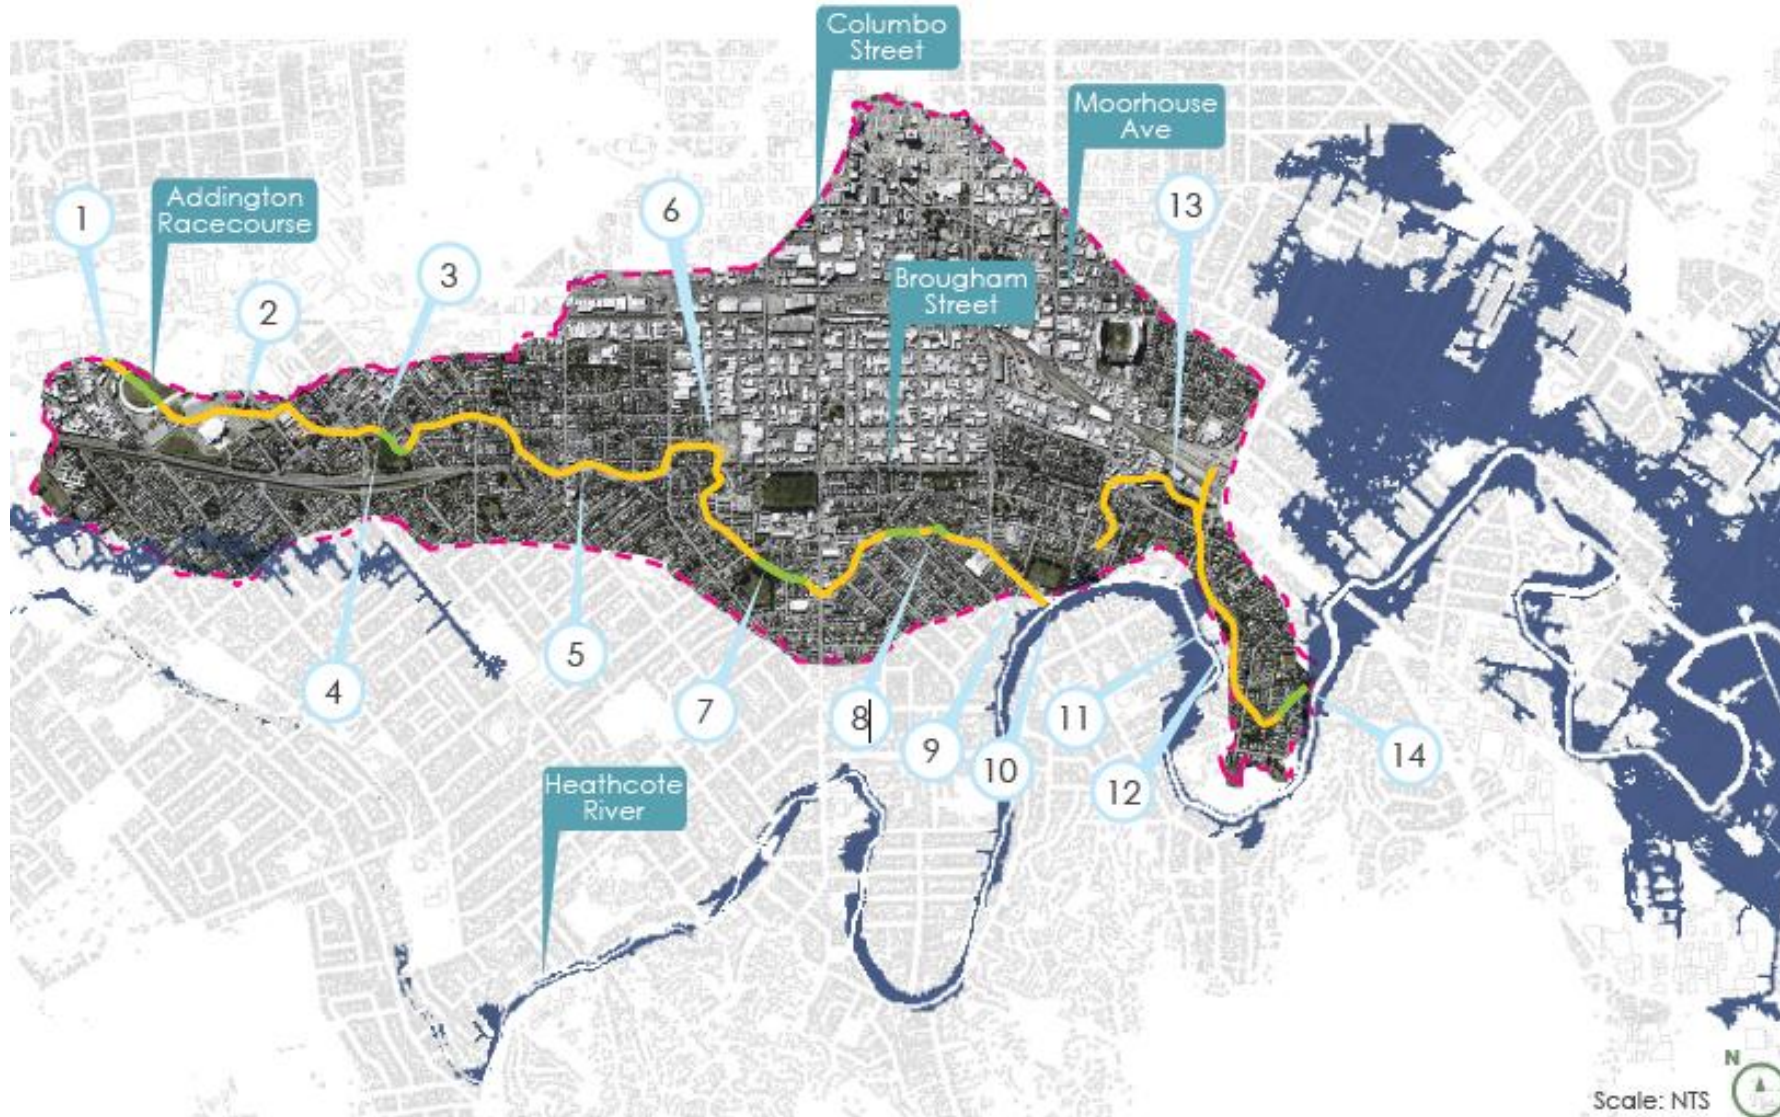 Columbo
Street
Moorhouse
Ave
Addington
Racecourse
1
6
13
3
2
Brougham
Street
5
4
7
8
9
11
10
12
14
Heathcote
River
N
Scale: NTS